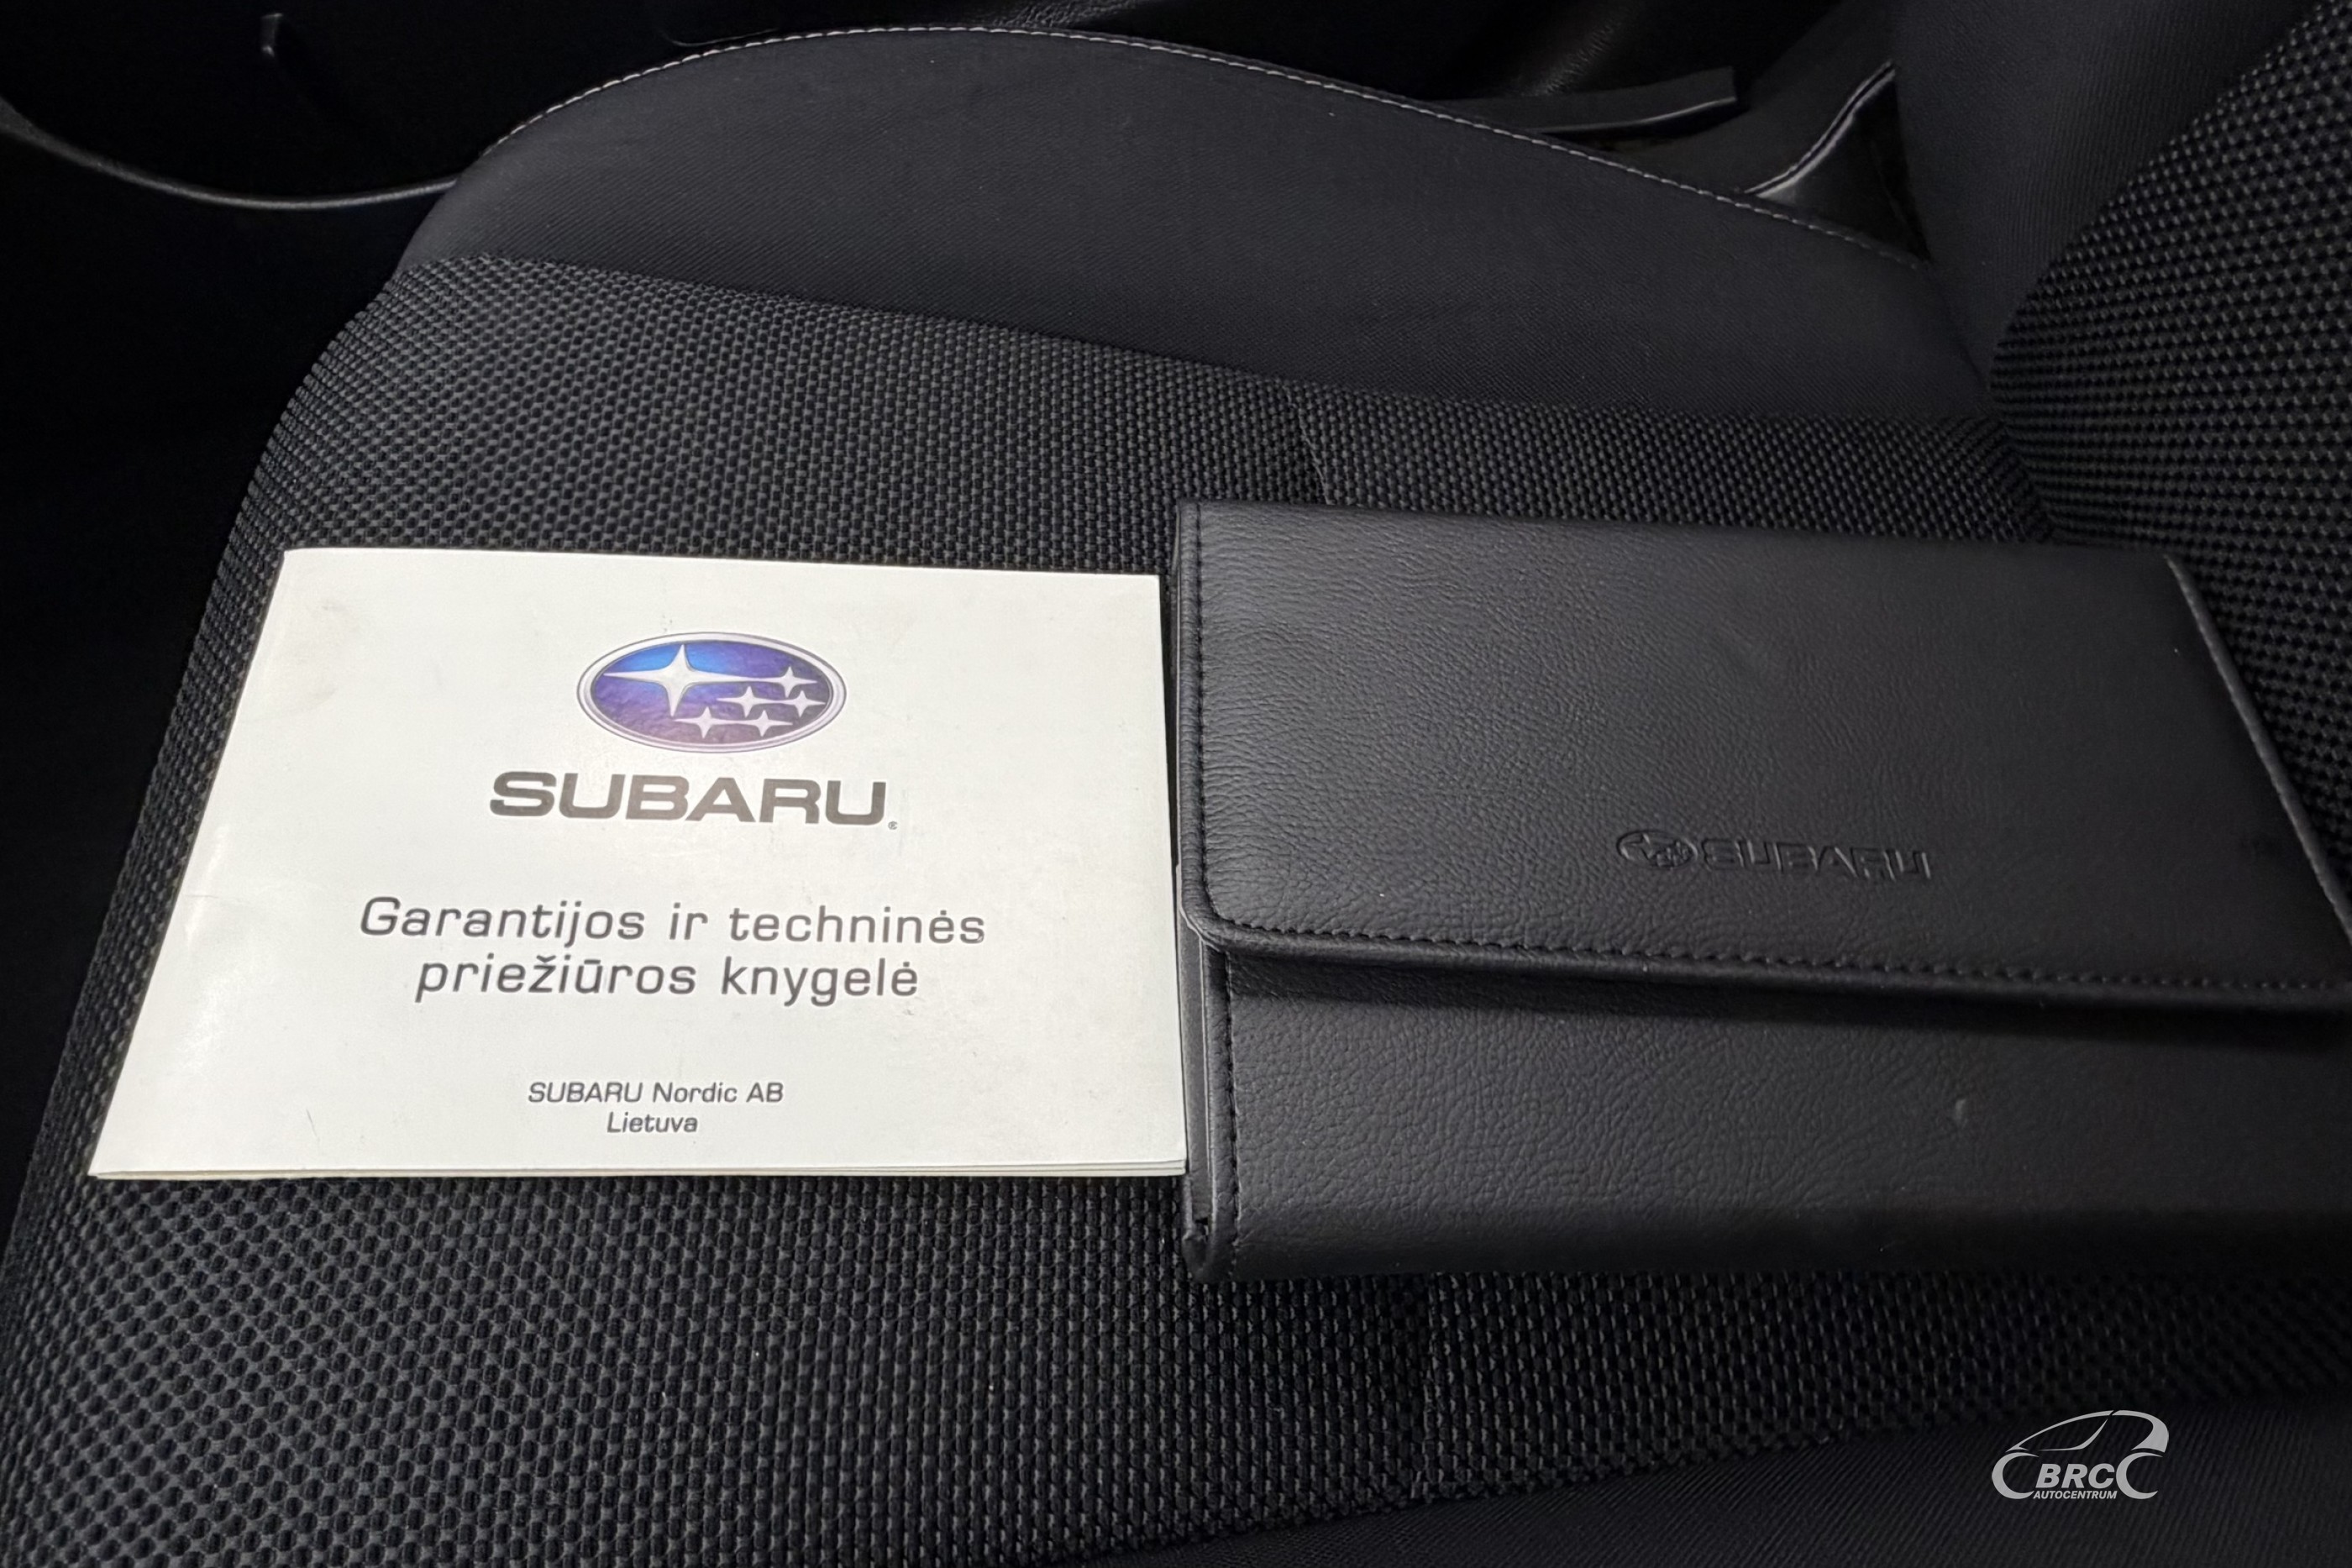 SUBARU®
Garantijos ir techninės
priežiūros knygelė
SUBARU Nordic AB
Lietuva
SUBARU
BRC
AUTOCENTRUM